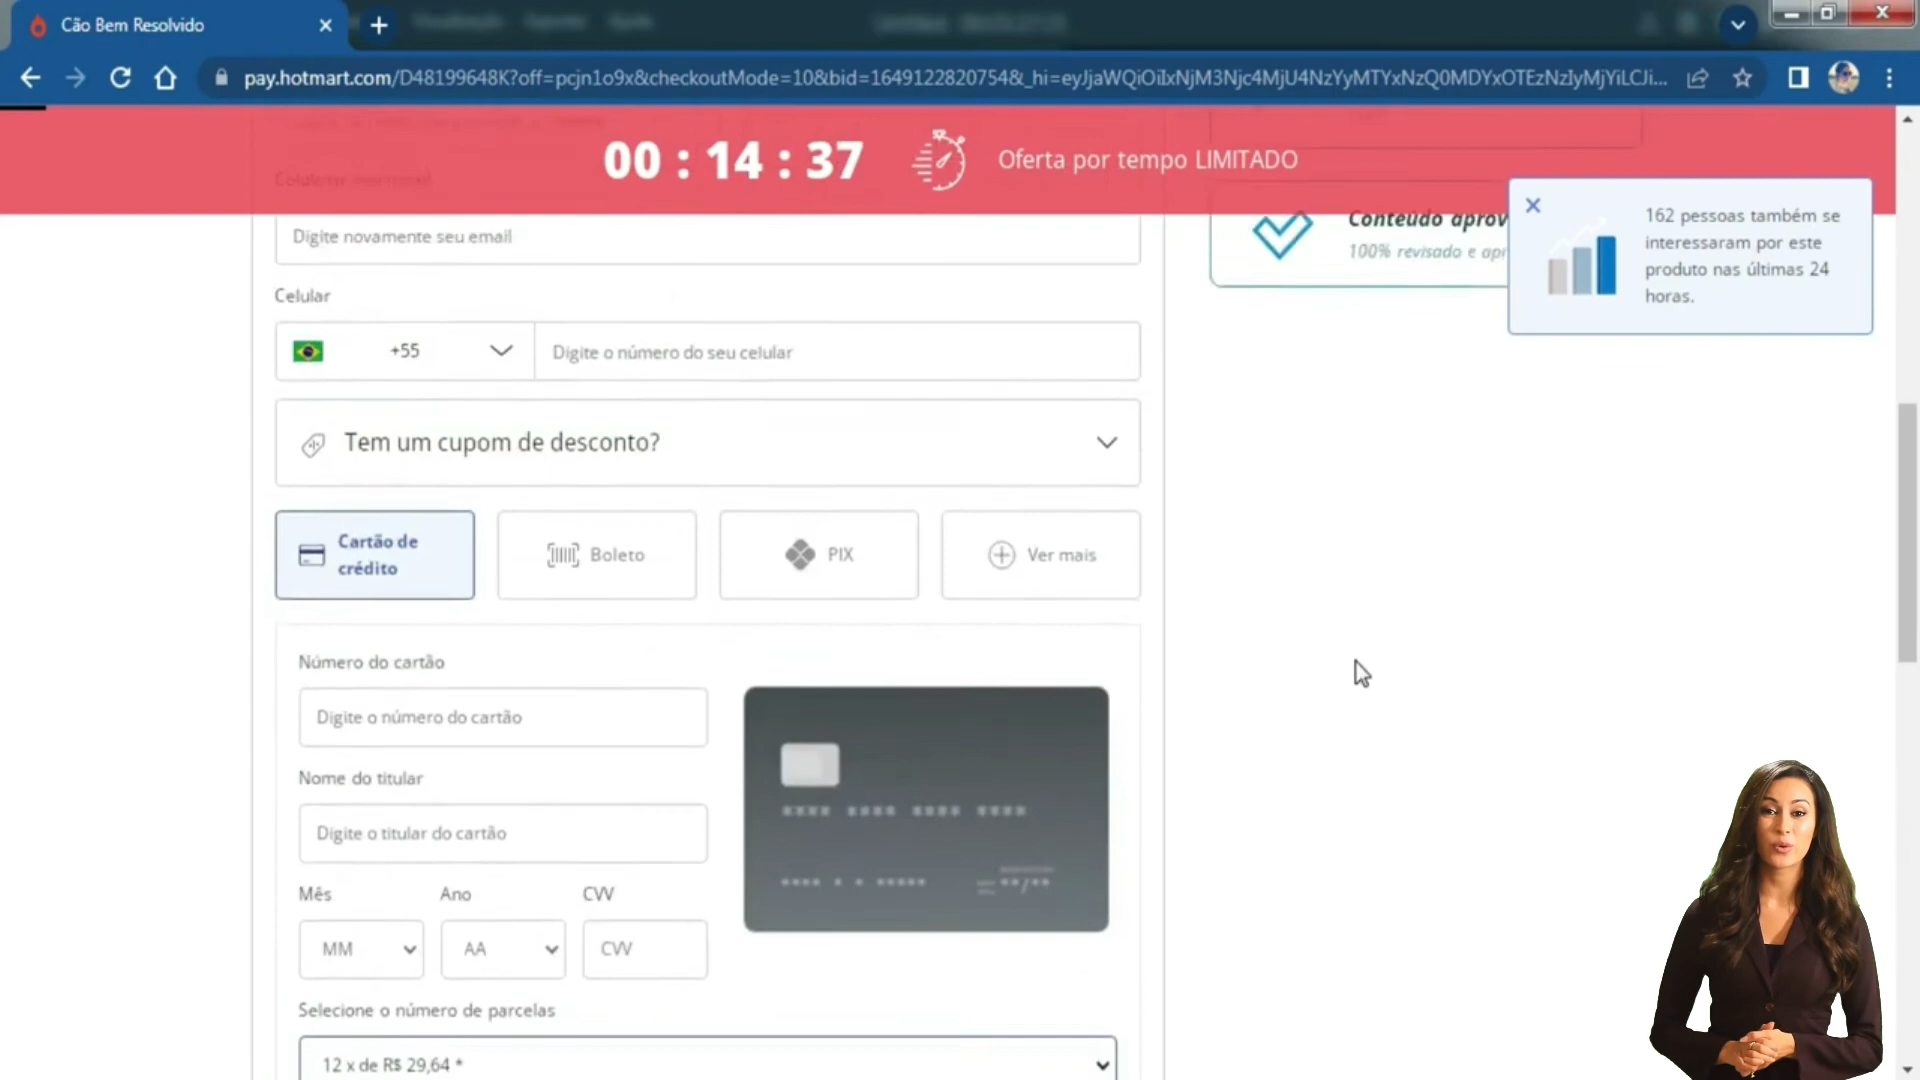 Cão Bem Resolvido
pay.hotmart.com/D48199648K?off=pcjn1o9x&checkoutMode=10&bid=1649122820754&_hi=eyJjaWQiOiIxNjM3Njc4MjU4NzYyMTYxNzQ0MDYxOTEzNzIyMjYiLCJi...
00 : 14 : 37
Oferta por tempo LIMITADO
Digite novamente seu email
Conteúdo aprov
100% revisado e apr
162 pessoas também se
interessaram por este
produto nas últimas 24
horas.
Celular
+55
Digite o número do seu celular
Tem um cupom de desconto?
Cartão de
crédito
Boleto
PIX
Ver mais
Número do cartão
Digite o número do cartão
Nome do titular
Digite o titular do cartão
Mês
Ano
CVV
MM
AA
CVV
Selecione o número de parcelas
12 x de R$ 29,64 *